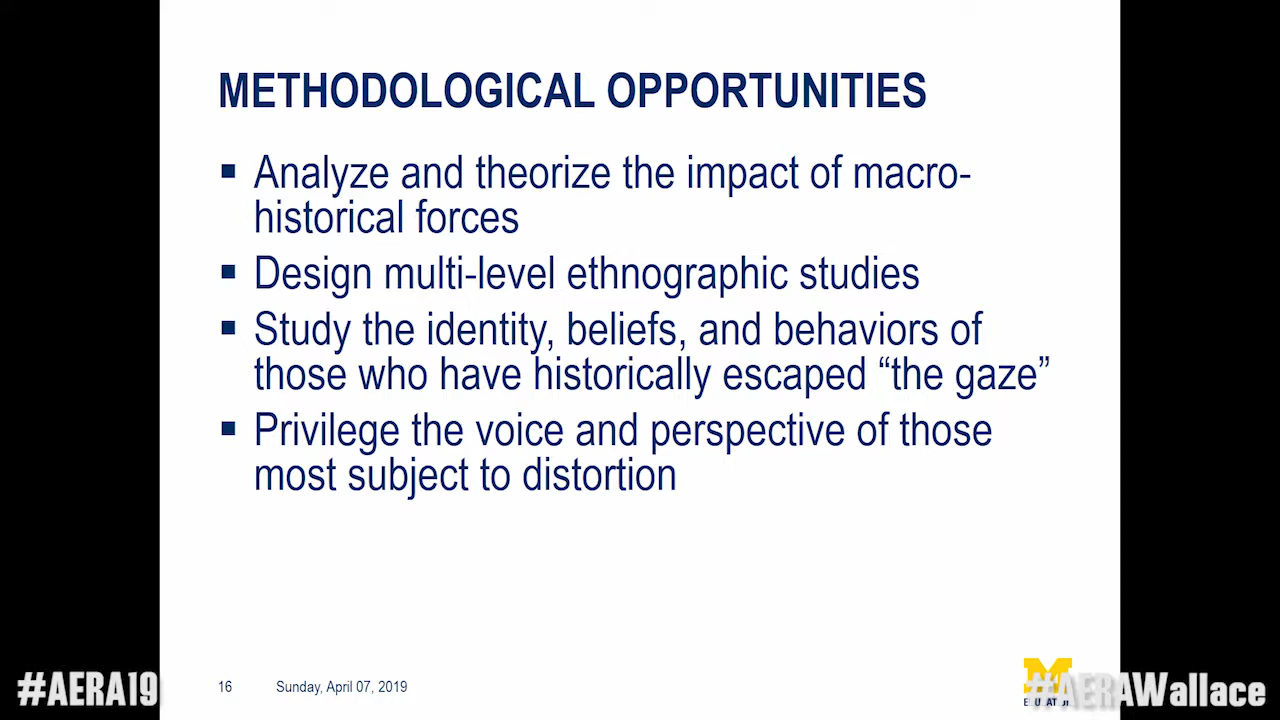 METHODOLOGICAL OPPORTUNITIES
▪ Analyze and theorize the impact of macro-
historical forces
▪ Design multi-level ethnographic studies
▪ Study the identity, beliefs, and behaviors of
those who have historically escaped “the gaze”
▪ Privilege the voice and perspective of those
most subject to distortion
#AERA19
16 Sunday, April 07, 2019
M
#AERAWallace